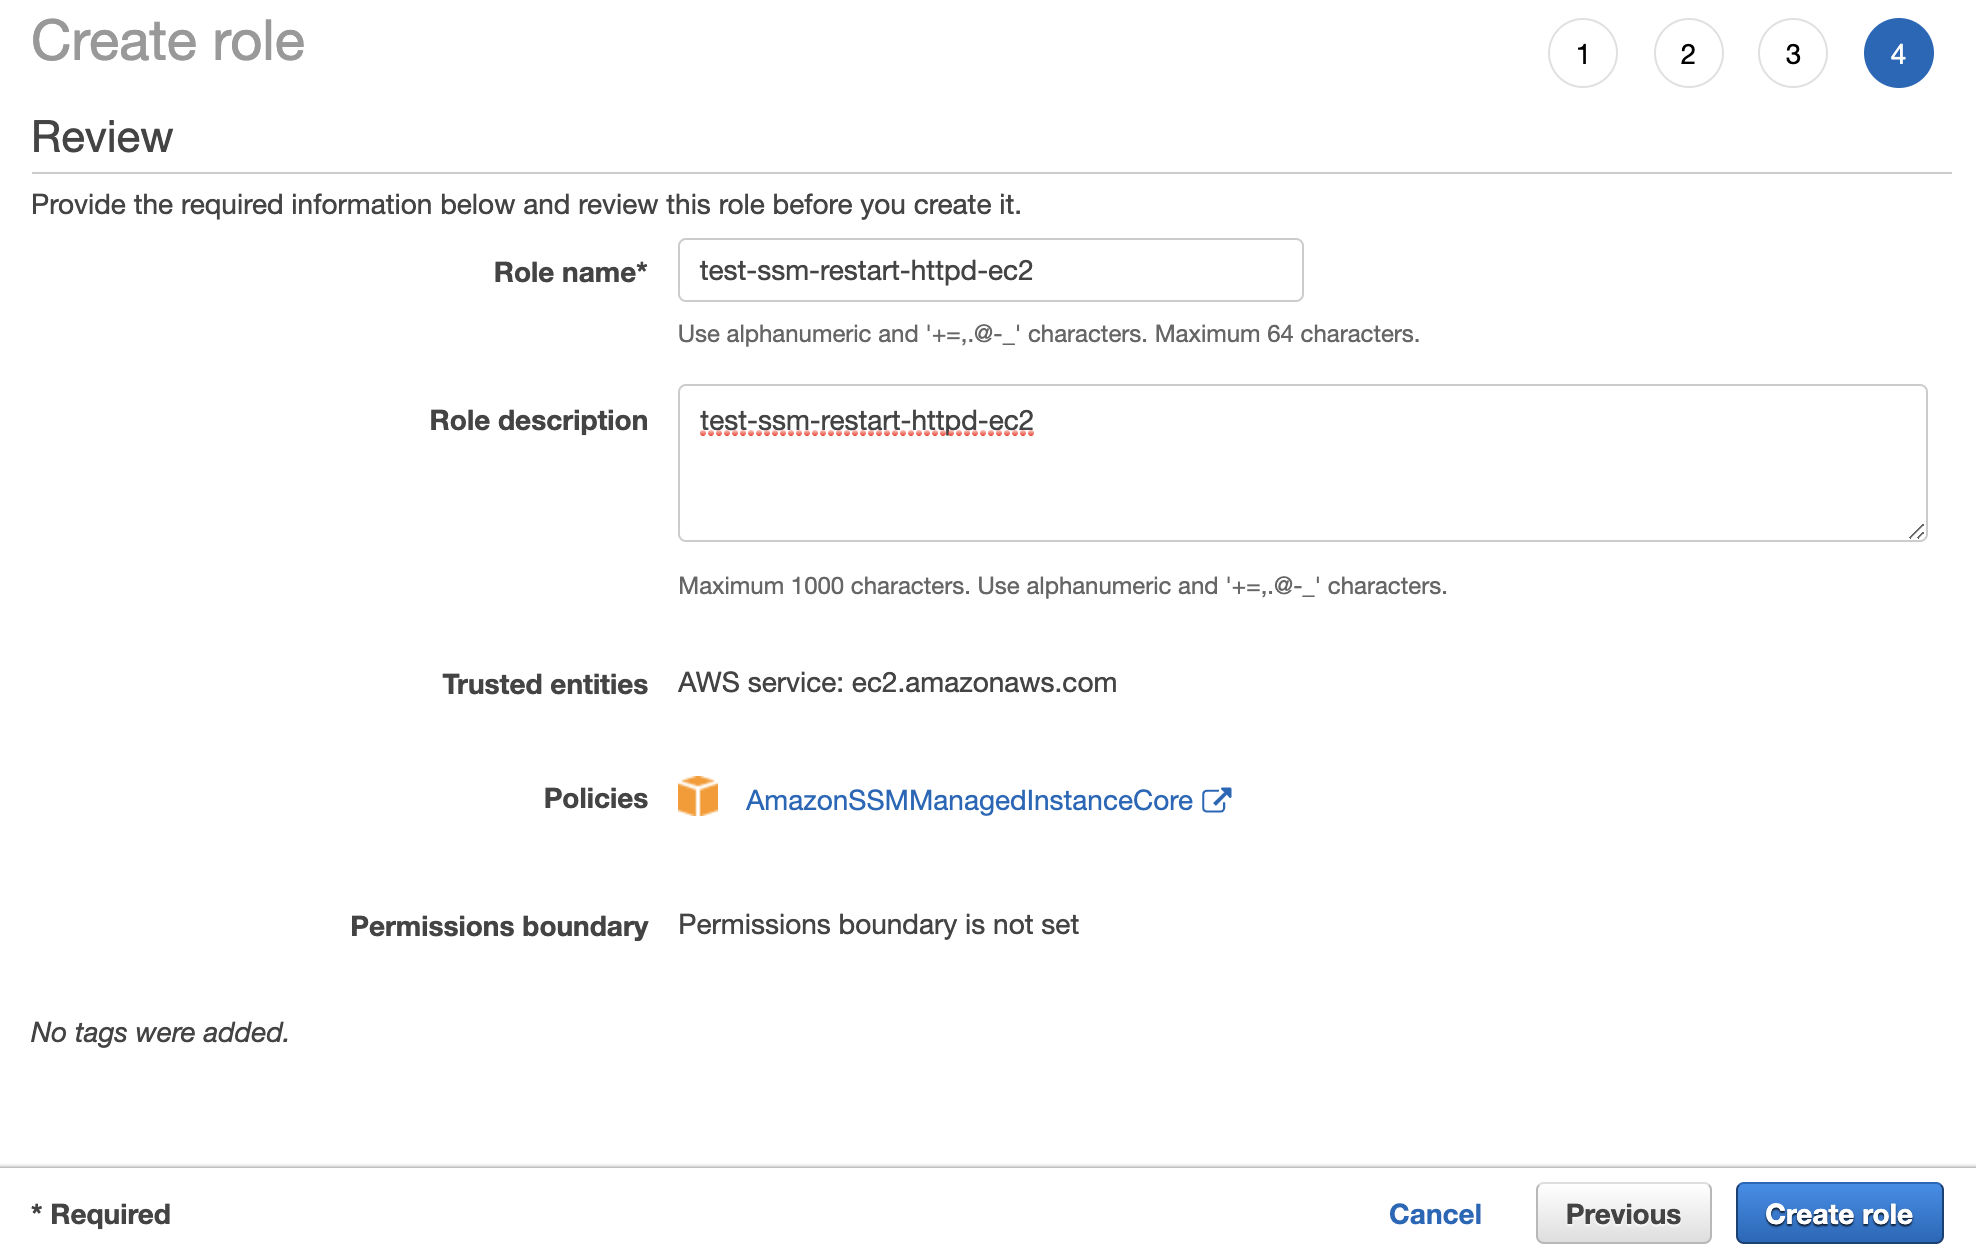 Create role
1 2 3 4
Review
Provide the required information below and review this role before you create it.
Role name* test-ssm-restart-httpd-ec2
Use alphanumeric and '+=,.@-_' characters. Maximum 64 characters.
Role description test-ssm-restart-httpd-ec2
Maximum 1000 characters. Use alphanumeric and '+=,.@-_' characters.
Trusted entities AWS service: ec2.amazonaws.com
Policies AmazonSSMManagedInstanceCore
Permissions boundary Permissions boundary is not set
No tags were added.
* Required Cancel Previous Create role